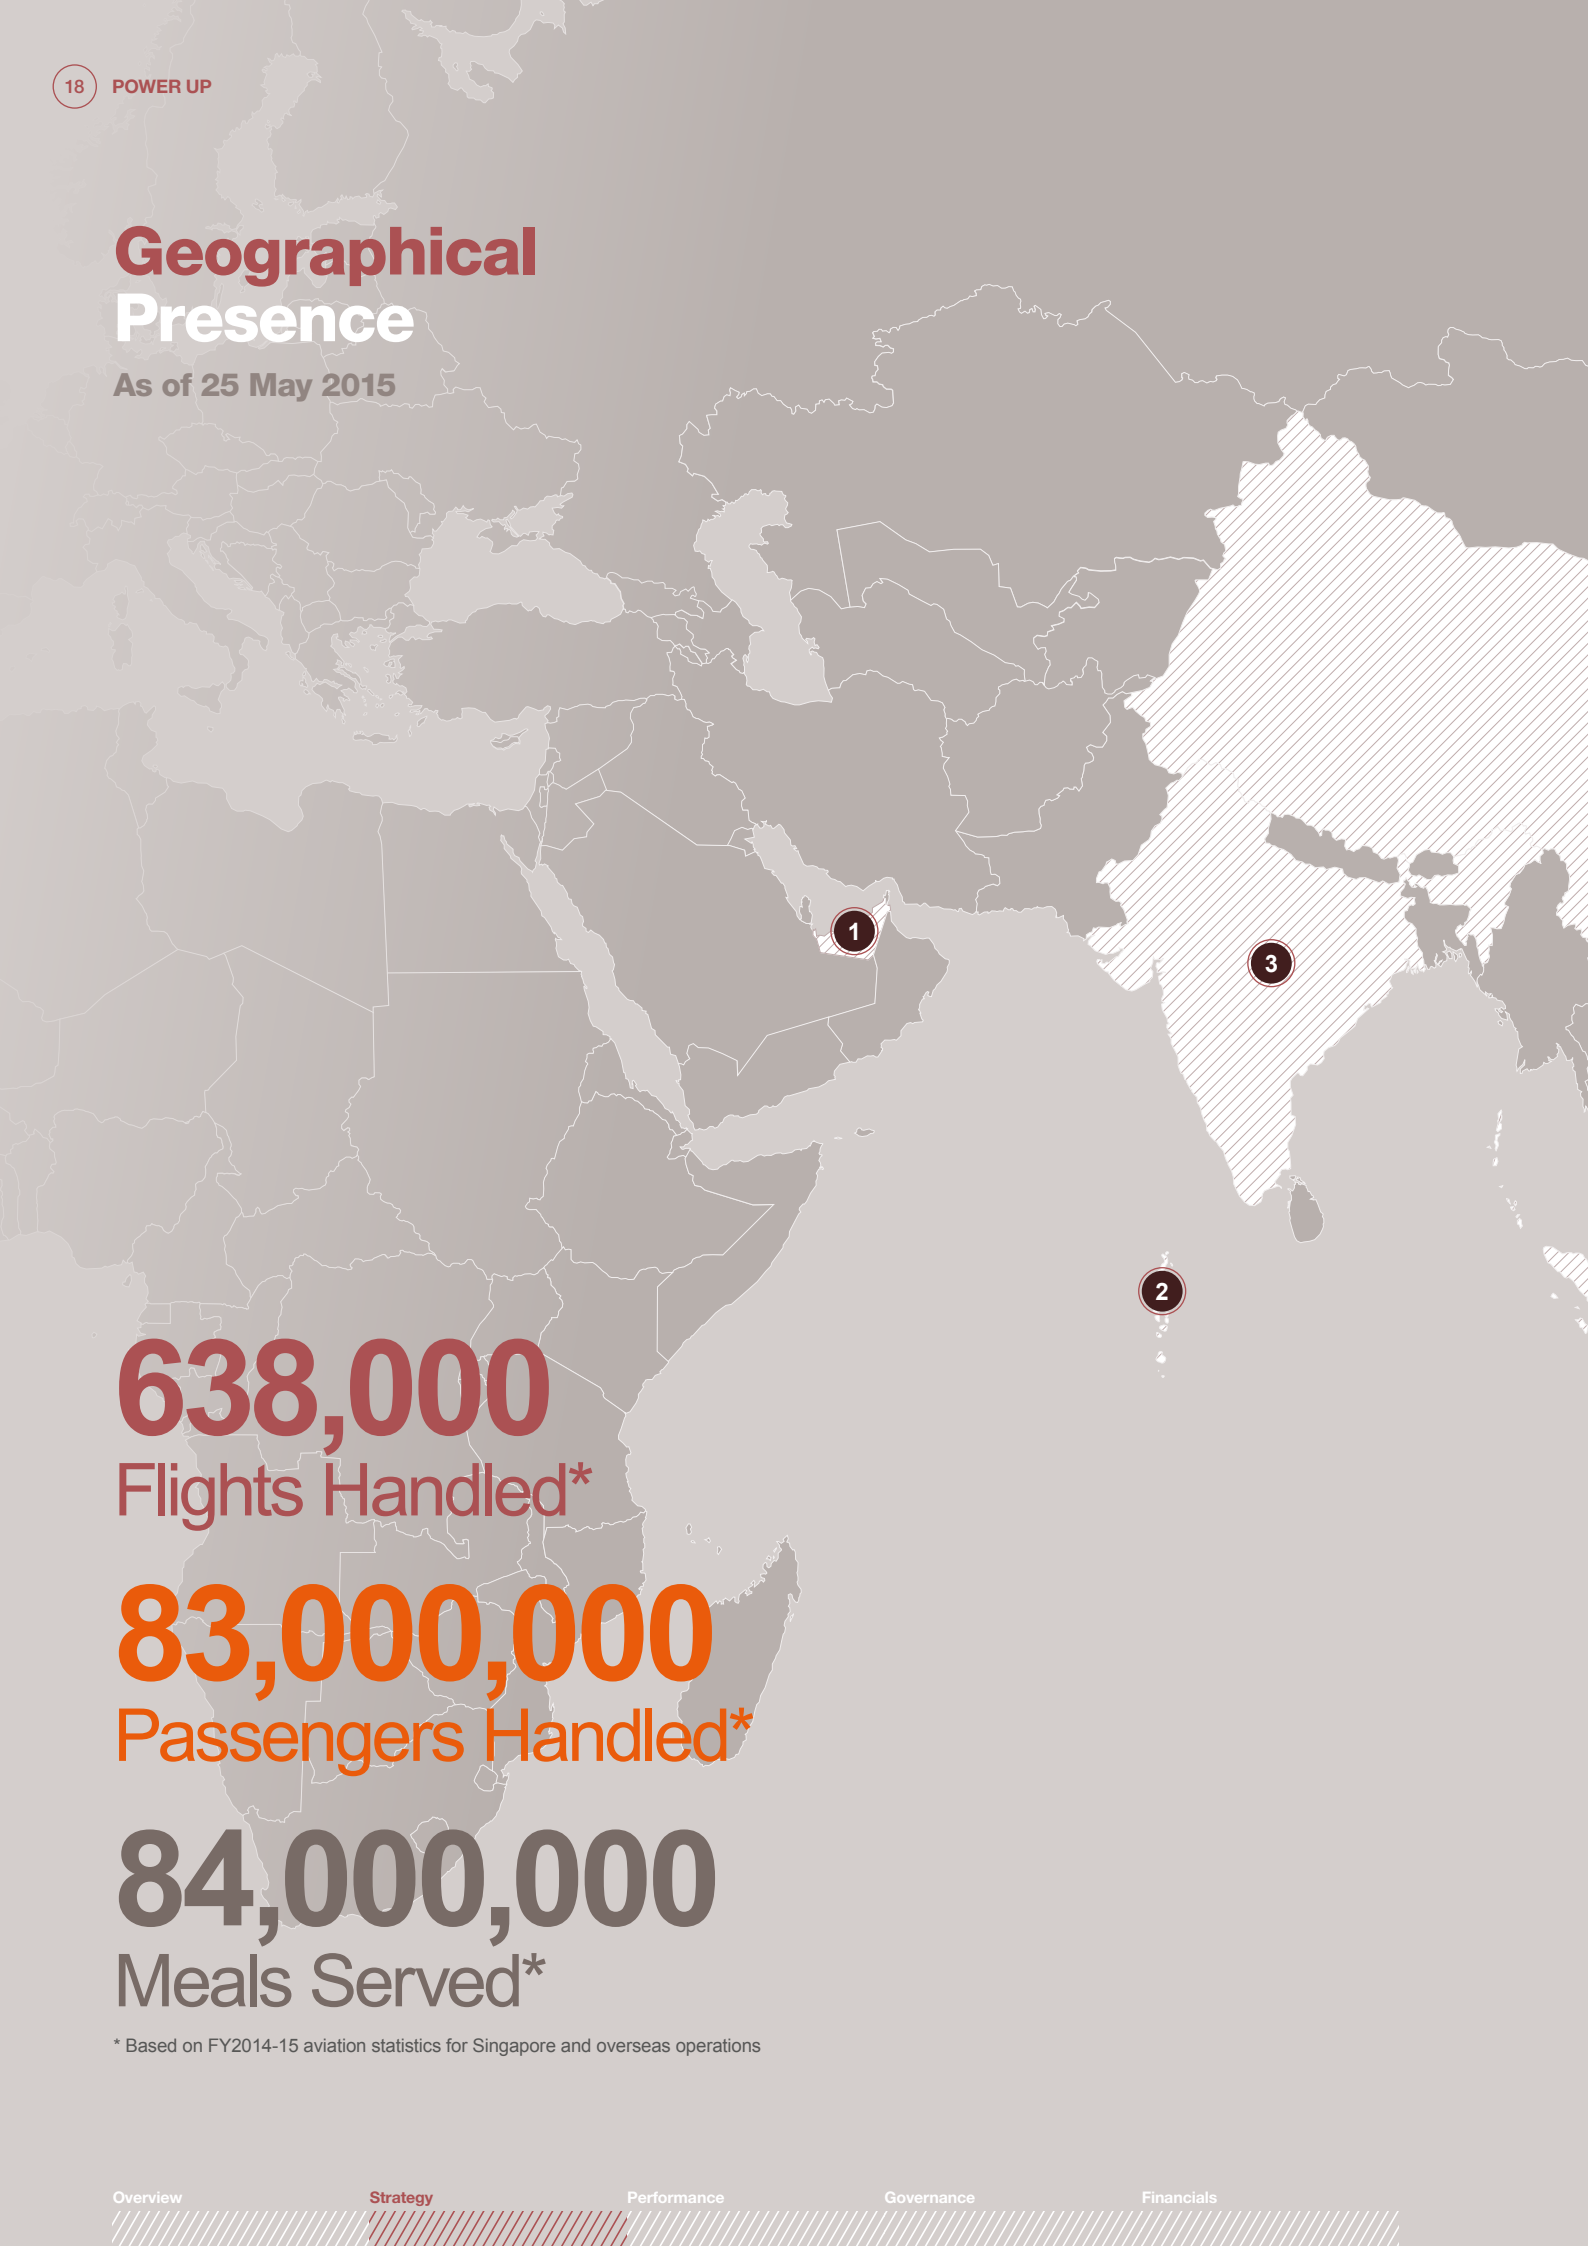 18 POWER UP
Geographical
Presence
As of 25 May 2015
1
3
2
638,000
Flights Handled*
83,000,000
Passengers Handled*
84,000,000
Meals Served*
* Based on FY2014-15 aviation statistics for Singapore and overseas operations
Overview Strategy Performance Governance Financials